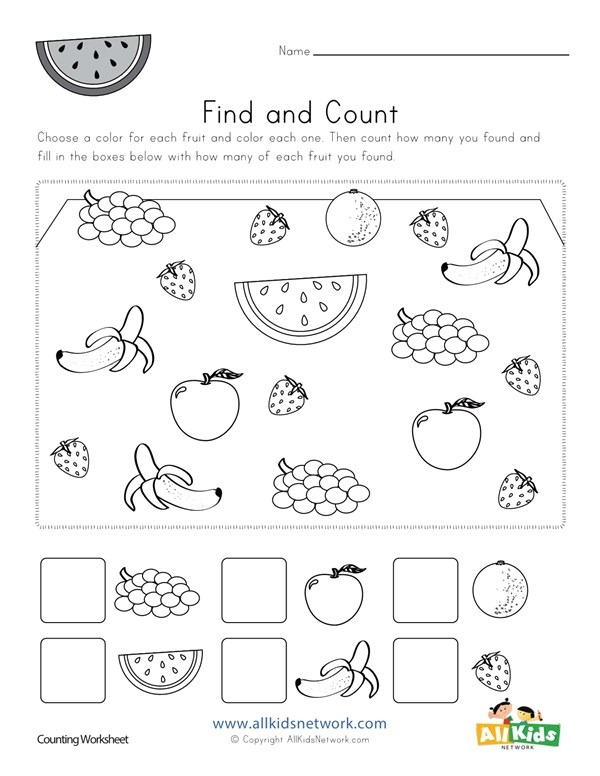 Name
Find and Count
Choose a color for each fruit and color each one. Then count how many you found and
fill in the boxes below with how many of each fruit you found.
www.allkidsnetwork.com
Counting Worksheet
© Copyright AllKidsNetwork.com
All Kids
NETWORK